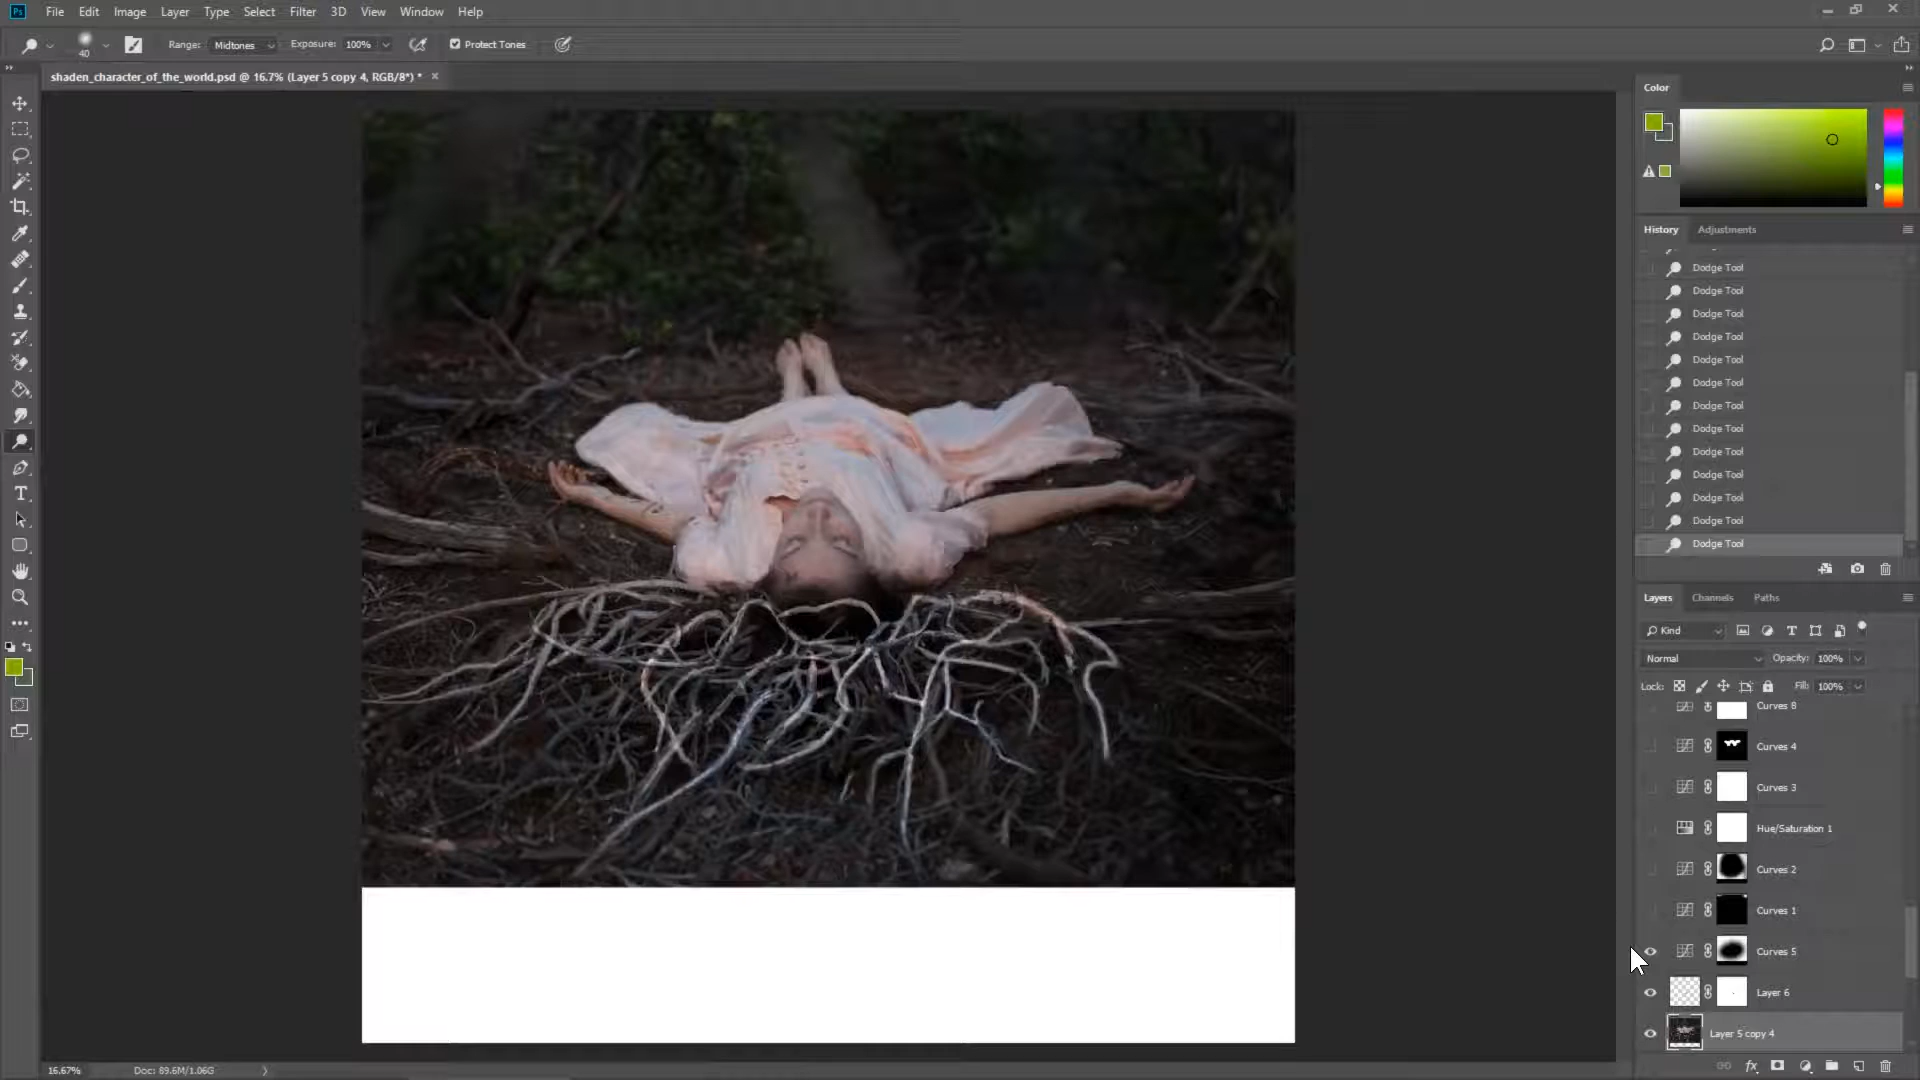 Ps File Edit Image Layer Type Select Filter 3D View Window Help
40 Range: Midtones Exposure: 100% Protect Tones
shaden_character_of_the_world.psd @ 16.7% (Layer 5 copy 4, RGB/8*) *
Color
History Adjustments
Dodge Tool
Dodge Tool
Dodge Tool
Dodge Tool
Dodge Tool
Dodge Tool
Dodge Tool
Dodge Tool
Dodge Tool
Dodge Tool
Dodge Tool
Dodge Tool
Dodge Tool
Layers Channels Paths
Kind
Normal Opacity: 100%
Lock: Fill: 100%
Curves 8
Curves 4
Curves 3
Hue/Saturation 1
Curves 2
Curves 1
Curves 5
Layer 6
Layer 5 copy 4
16.67% Doc: 89.6M/1.06G